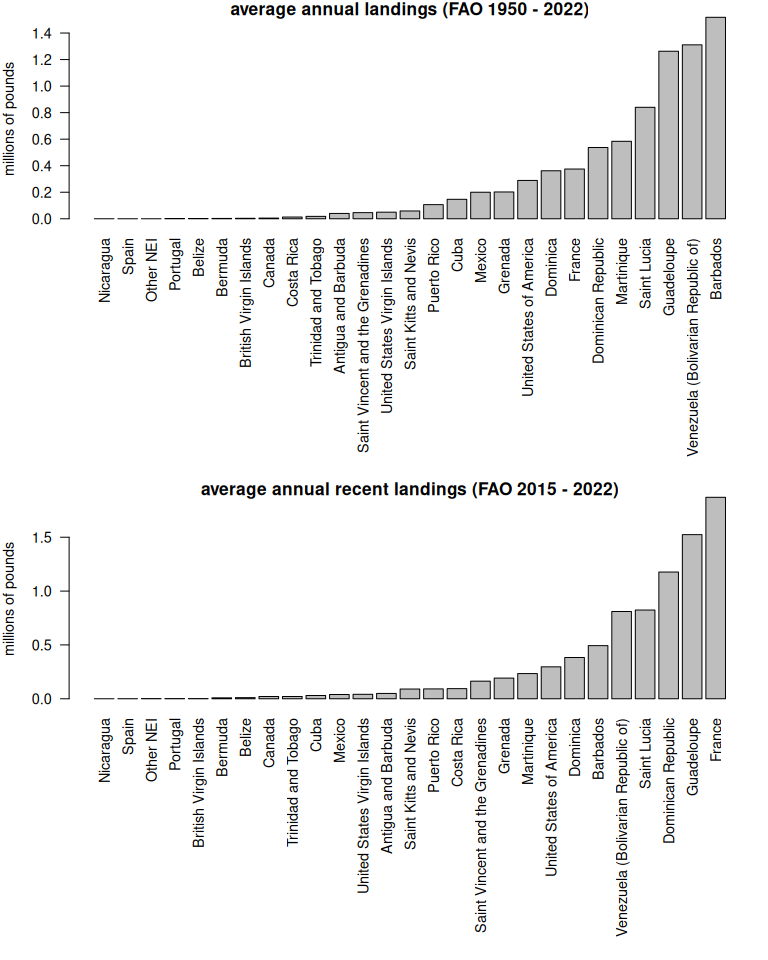 average annual landings (FAO 1950 - 2022)
millions of pounds
1.4
1.2
1.0
0.8
0.6
0.4
0.2
0.0
Nicaragua
Spain
Other NEI
Portugal
Belize
Bermuda
British Virgin Islands
Canada
Costa Rica
Trinidad and Tobago
Antigua and Barbuda
Saint Vincent and the Grenadines
United States Virgin Islands
Saint Kitts and Nevis
Puerto Rico
Cuba
Mexico
Grenada
United States of America
Dominica
France
Dominican Republic
Martinique
Saint Lucia
Guadeloupe
Venezuela (Bolivarian Republic of)
Barbados
average annual recent landings (FAO 2015 - 2022)
millions of pounds
1.5
1.0
0.5
0.0
Nicaragua
Spain
Other NEI
Portugal
British Virgin Islands
Bermuda
Belize
Canada
Trinidad and Tobago
Cuba
Mexico
United States Virgin Islands
Antigua and Barbuda
Saint Kitts and Nevis
Puerto Rico
Costa Rica
Saint Vincent and the Grenadines
Grenada
Martinique
United States of America
Dominica
Barbados
Venezuela (Bolivarian Republic of)
Saint Lucia
Dominican Republic
Guadeloupe
France